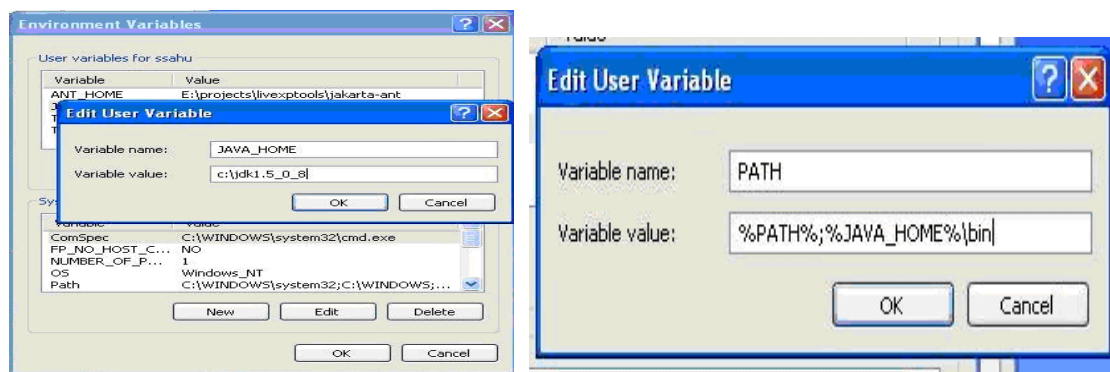 Environment Variables
User variables for ssahu
Variable Value
ANT_HOME E:\projects\livexptools\jakarta-ant
Edit User Variable
Variable name: JAVA_HOME
Variable value: c:\jdk1.5_0_8
OK Cancel
ComSpec C:\WINDOWS\system32\cmd.exe
FP_NO_HOST_C... NO
NUMBER_OF_P... 1
OS Windows_NT
Path C:\WINDOWS\system32;C:\WINDOWS;...
New Edit Delete
OK Cancel
Edit User Variable
Variable name: PATH
Variable value: %PATH%;%JAVA_HOME%\bin
OK Cancel